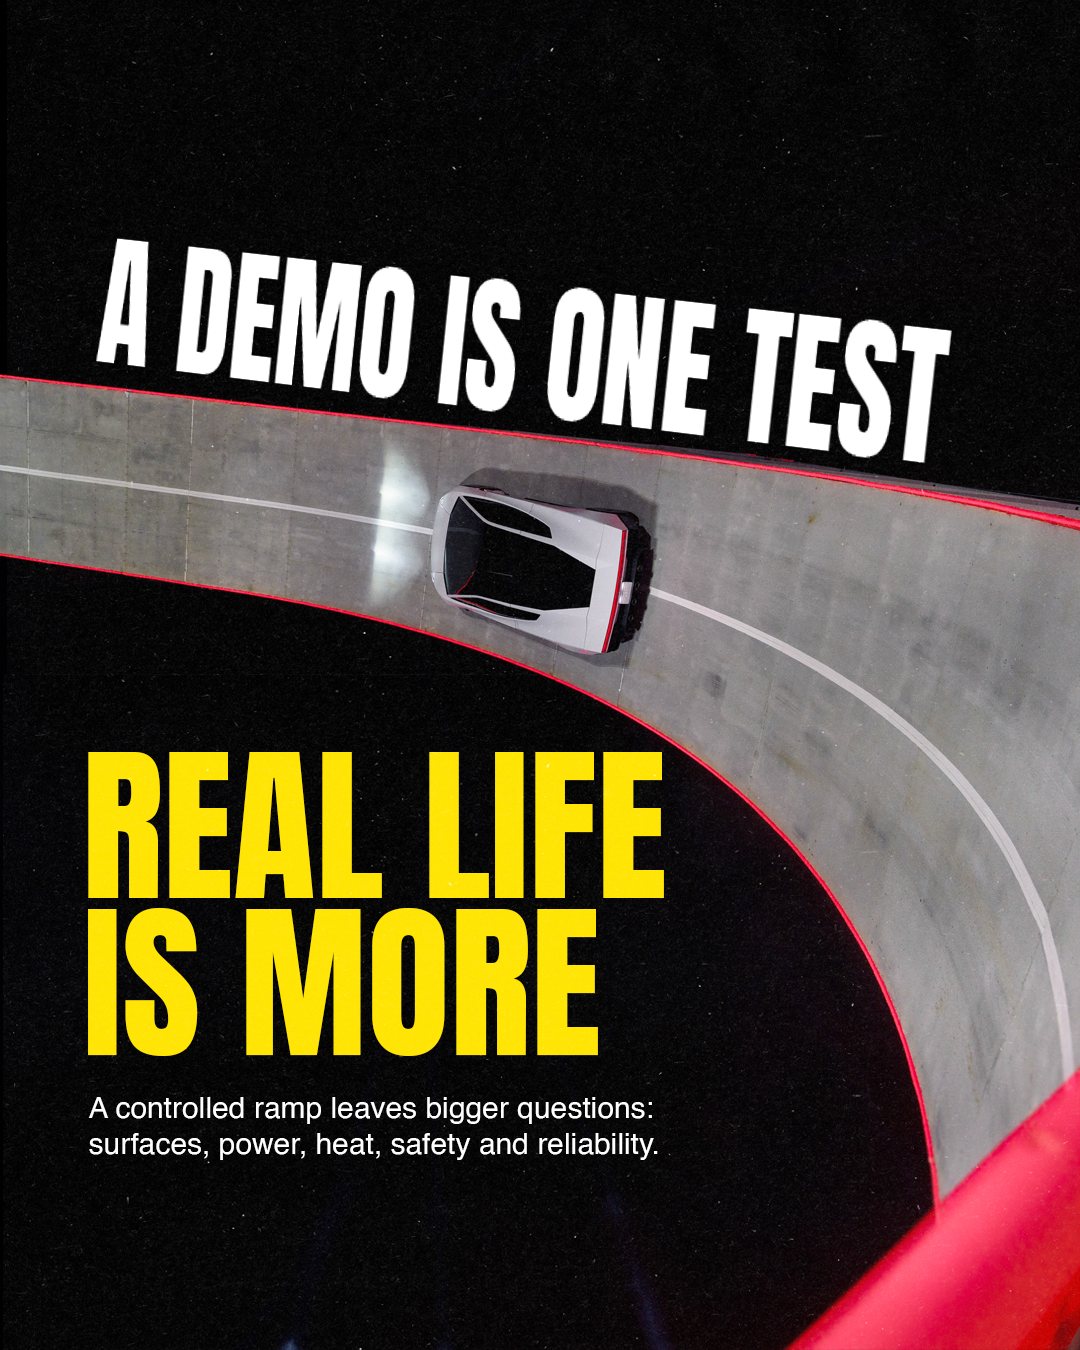 A DEMO IS ONE TEST
REAL LIFE
IS MORE
A controlled ramp leaves bigger questions:
surfaces, power, heat, safety and reliability.